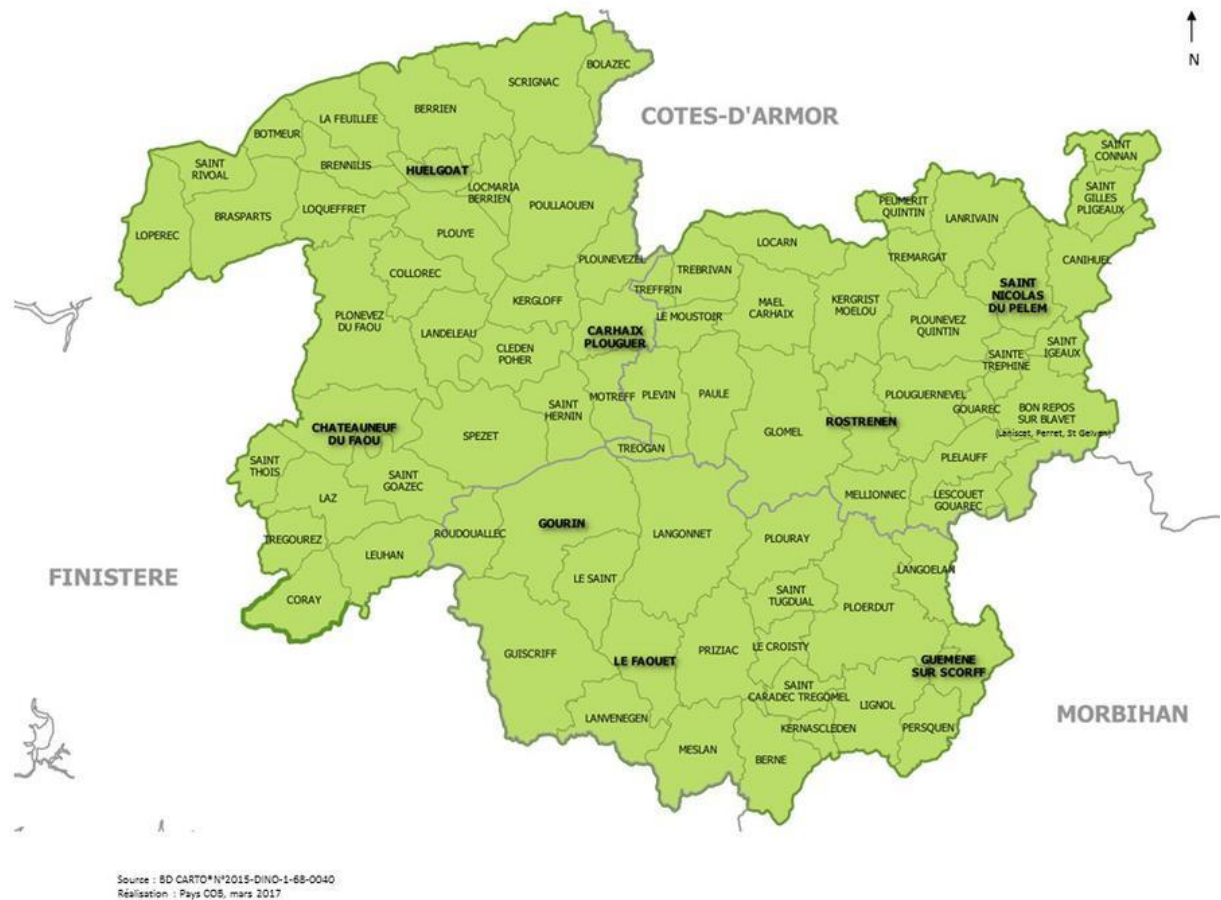 N
COTES-D'ARMOR
FINISTERE
MORBIHAN
BOLAZEC
SCRIGNAC
BERRIEN
LA FEUILLEE
BOTMEUR
SAINT
RIVOAL
BRENNILIS
HUELGOAT
LOCMARIA
BERRIEN
POULLAOUEN
LOPEREC
BRASPARTS
LOQUEFFRET
PLOUYE
COLLOREC
PLOUNEVEZEL
KERGLOFF
PLONEVEZ
DU FAOU
LANDELEAU
CLEDEN
POHER
CARHAIX
PLOUGUER
TREFFRIN
TREBRIVAN
LOCARN
LE MOUSTOIR
MAEL
CARHAIX
KERGRIST
MOELOU
PEUMERIT
QUINTIN
LANRIVAIN
TREMARGAT
SAINT
CONNAN
SAINT
GILLES
PLIGEAUX
CANIHUEL
SAINT
NICOLAS
DU PELEM
PLOUNEVEZ
QUINTIN
SAINTE
TREPHINE
SAINT
IGEAUX
PLOUGUERNEVEL
GOUAREC
BON REPOS
SUR BLAVET
(Laniscat, Perret, St Gelven)
ROSTRENEN
PLELAUFF
LESCOUET
GOUAREC
MELLIONNEC
GLOMEL
PAULE
PLEVIN
MOTREFF
SAINT
HERNIN
TREOGAN
SPEZET
CHATEAUNEUF
DU FAOU
SAINT
THOIS
LAZ
SAINT
GOAZEC
TREGOUREZ
LEUHAN
CORAY
ROUDOUALLEC
GOURIN
LANGONNET
LE SAINT
PLOURAY
LANGOELAN
SAINT
TUGDUAL
PLOERDUT
GUISCRIFF
LE FAOUET
PRIZIAC
LE CROISTY
GUEMENE
SUR SCORFF
SAINT
CARADEC TREGOMEL
LIGNOL
LANVENEGEN
KERNASCLEDEN
PERSQUEN
MESLAN
BERNE
Source : BD CARTO®N°2015-DINO-1-68-0040
Réalisation : Pays COB, mars 2017